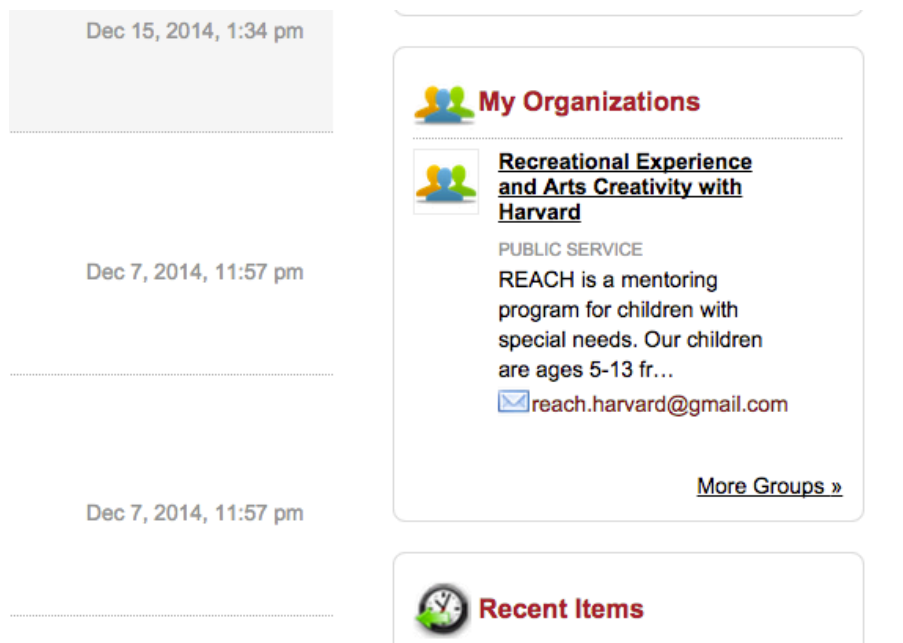 Dec 15, 2014, 1:34 pm
Dec 7, 2014, 11:57 pm
Dec 7, 2014, 11:57 pm
My Organizations
Recreational Experience
and Arts Creativity with
Harvard
PUBLIC SERVICE
REACH is a mentoring
program for children with
special needs. Our children
are ages 5-13 fr...
reach.harvard@gmail.com
More Groups »
Recent Items